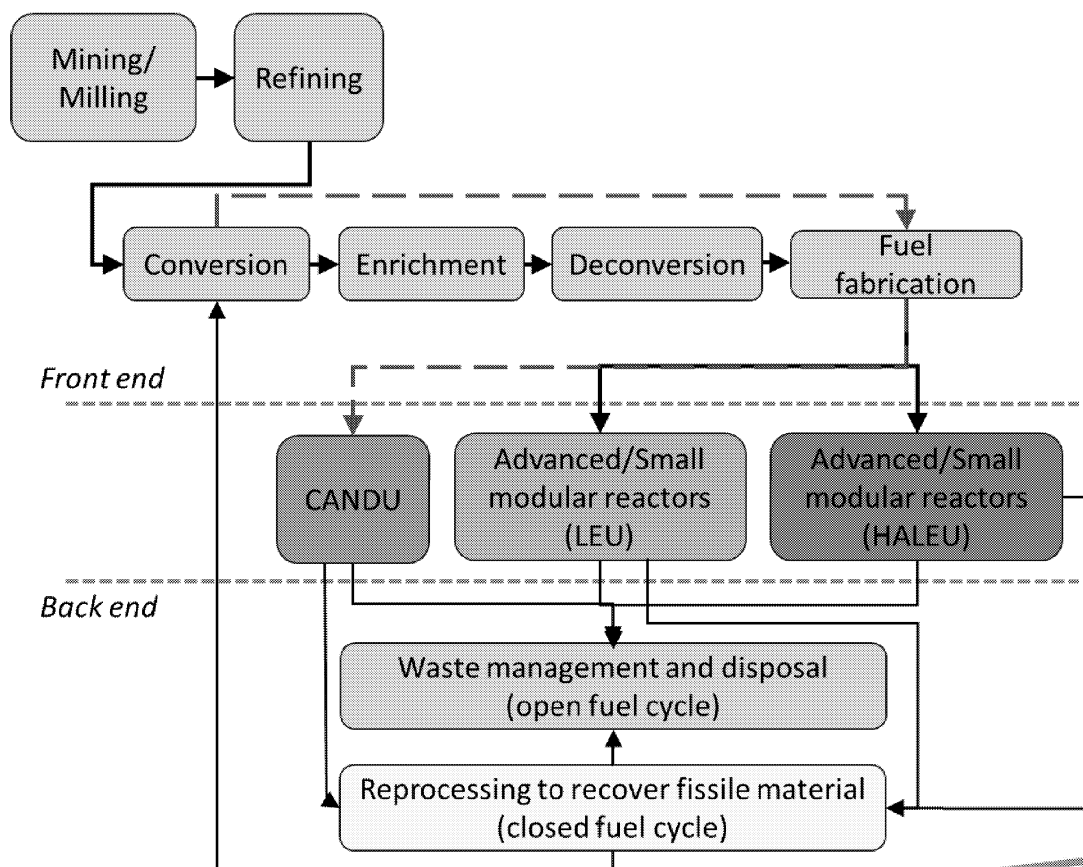 Mining/
Milling
Refining
Conversion
Enrichment
Deconversion
Fuel
fabrication
Front end
CANDU
Advanced/Small
modular reactors
(LEU)
Advanced/Small
modular reactors
(HALEU)
Back end
Waste management and disposal
(open fuel cycle)
Reprocessing to recover fissile material
(closed fuel cycle)